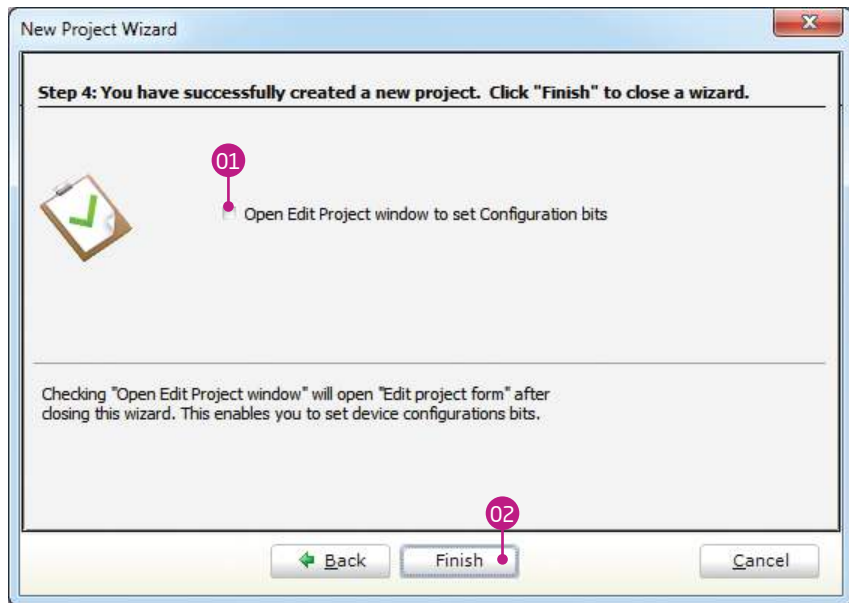 New Project Wizard
Step 4: You have successfully created a new project. Click "Finish" to close a wizard.
01
Open Edit Project window to set Configuration bits
Checking "Open Edit Project window" will open "Edit project form" after
closing this wizard. This enables you to set device configurations bits.
02
Back
Finish
Cancel